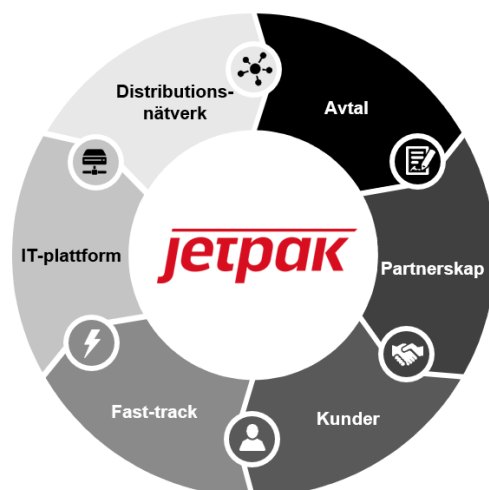 Distributions-
nätverk
Avtal
IT-plattform
jetpak
Partnerskap
Fast-track
Kunder